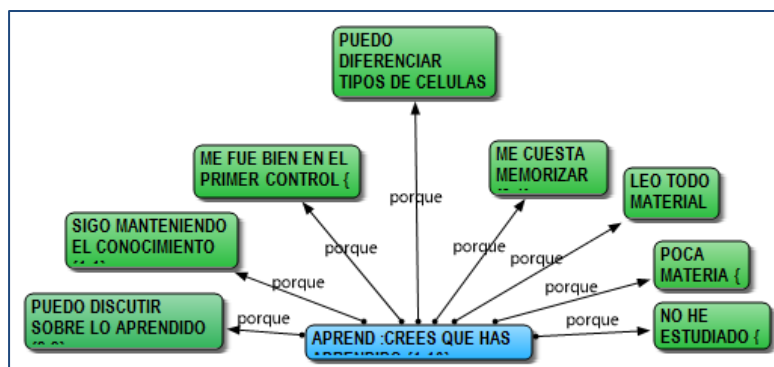 PUEDO
DIFERENCIAR
TIPOS DE CELULAS
ME FUE BIEN EN EL
PRIMER CONTROL {
ME CUESTA
MEMORIZAR
LEO TODO
MATERIAL
SIGO MANTENIENDO
EL CONOCIMIENTO
POCA
MATERIA {
PUEDO DISCUTIR
SOBRE LO APRENDIDO
NO HE
ESTUDIADO {
APREND :CREES QUE HAS
porque
porque
porque
porque
porque
porque
porque
porque